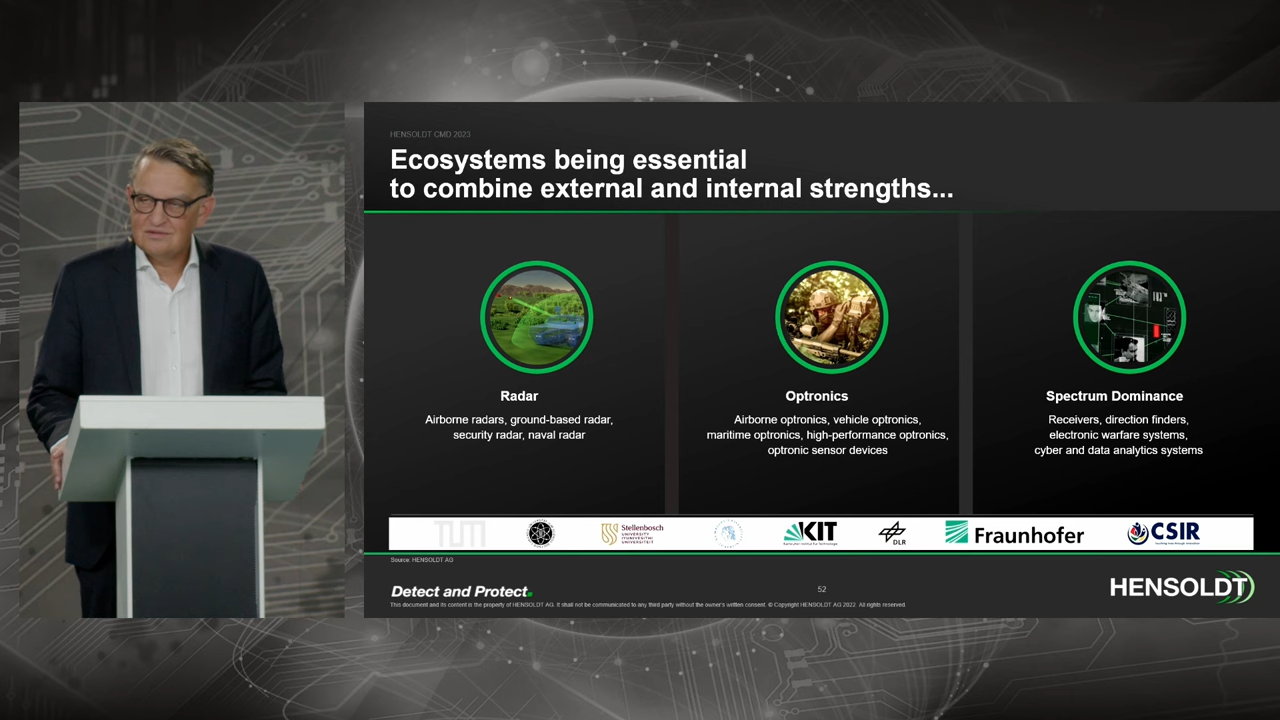 HENSOLDT CMD 2023
Ecosystems being essential
to combine external and internal strengths...
Radar
Airborne radars, ground-based radar,
security radar, naval radar
Optronics
Airborne optronics, vehicle optronics,
maritime optronics, high-performance optronics,
optronic sensor devices
Spectrum Dominance
Receivers, direction finders,
electronic warfare systems,
cyber and data analytics systems
TUM
Stellenbosch
UNIVERSITY
IYUNIVESITHI
UNIVERSITEIT
KIT
Karlsruhe Institute for Technology
DLR
Fraunhofer
CSIR
Source: HENSOLDT AG
Detect and Protect.
52
This document and its content is the property of HENSOLDT AG. It shall not be communicated to any third party without the owner's written consent. © Copyright HENSOLDT AG 2022. All rights reserved.
HENSOLDT